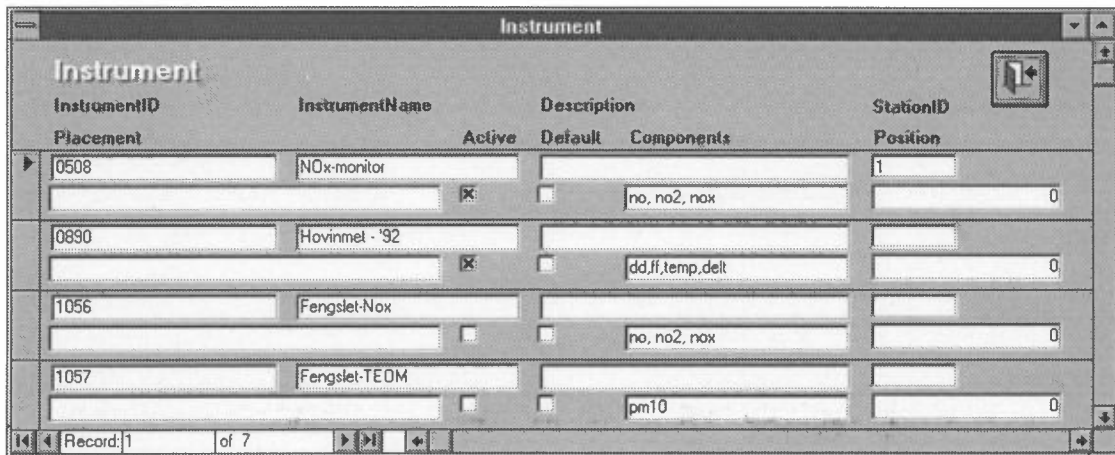 Instrument
Instrument
InstrumentID InstrumentName Description StationID
Placement Active Default Components Position
0508 NOx-monitor 1
no, no2, nox 0
0890 Hovinmet - '92
dd,ff,temp,delt 0
1056 Fengslet-Nox
no, no2, nox 0
1057 Fengslet-TEOM
pm10 0
Record: 1 of 7